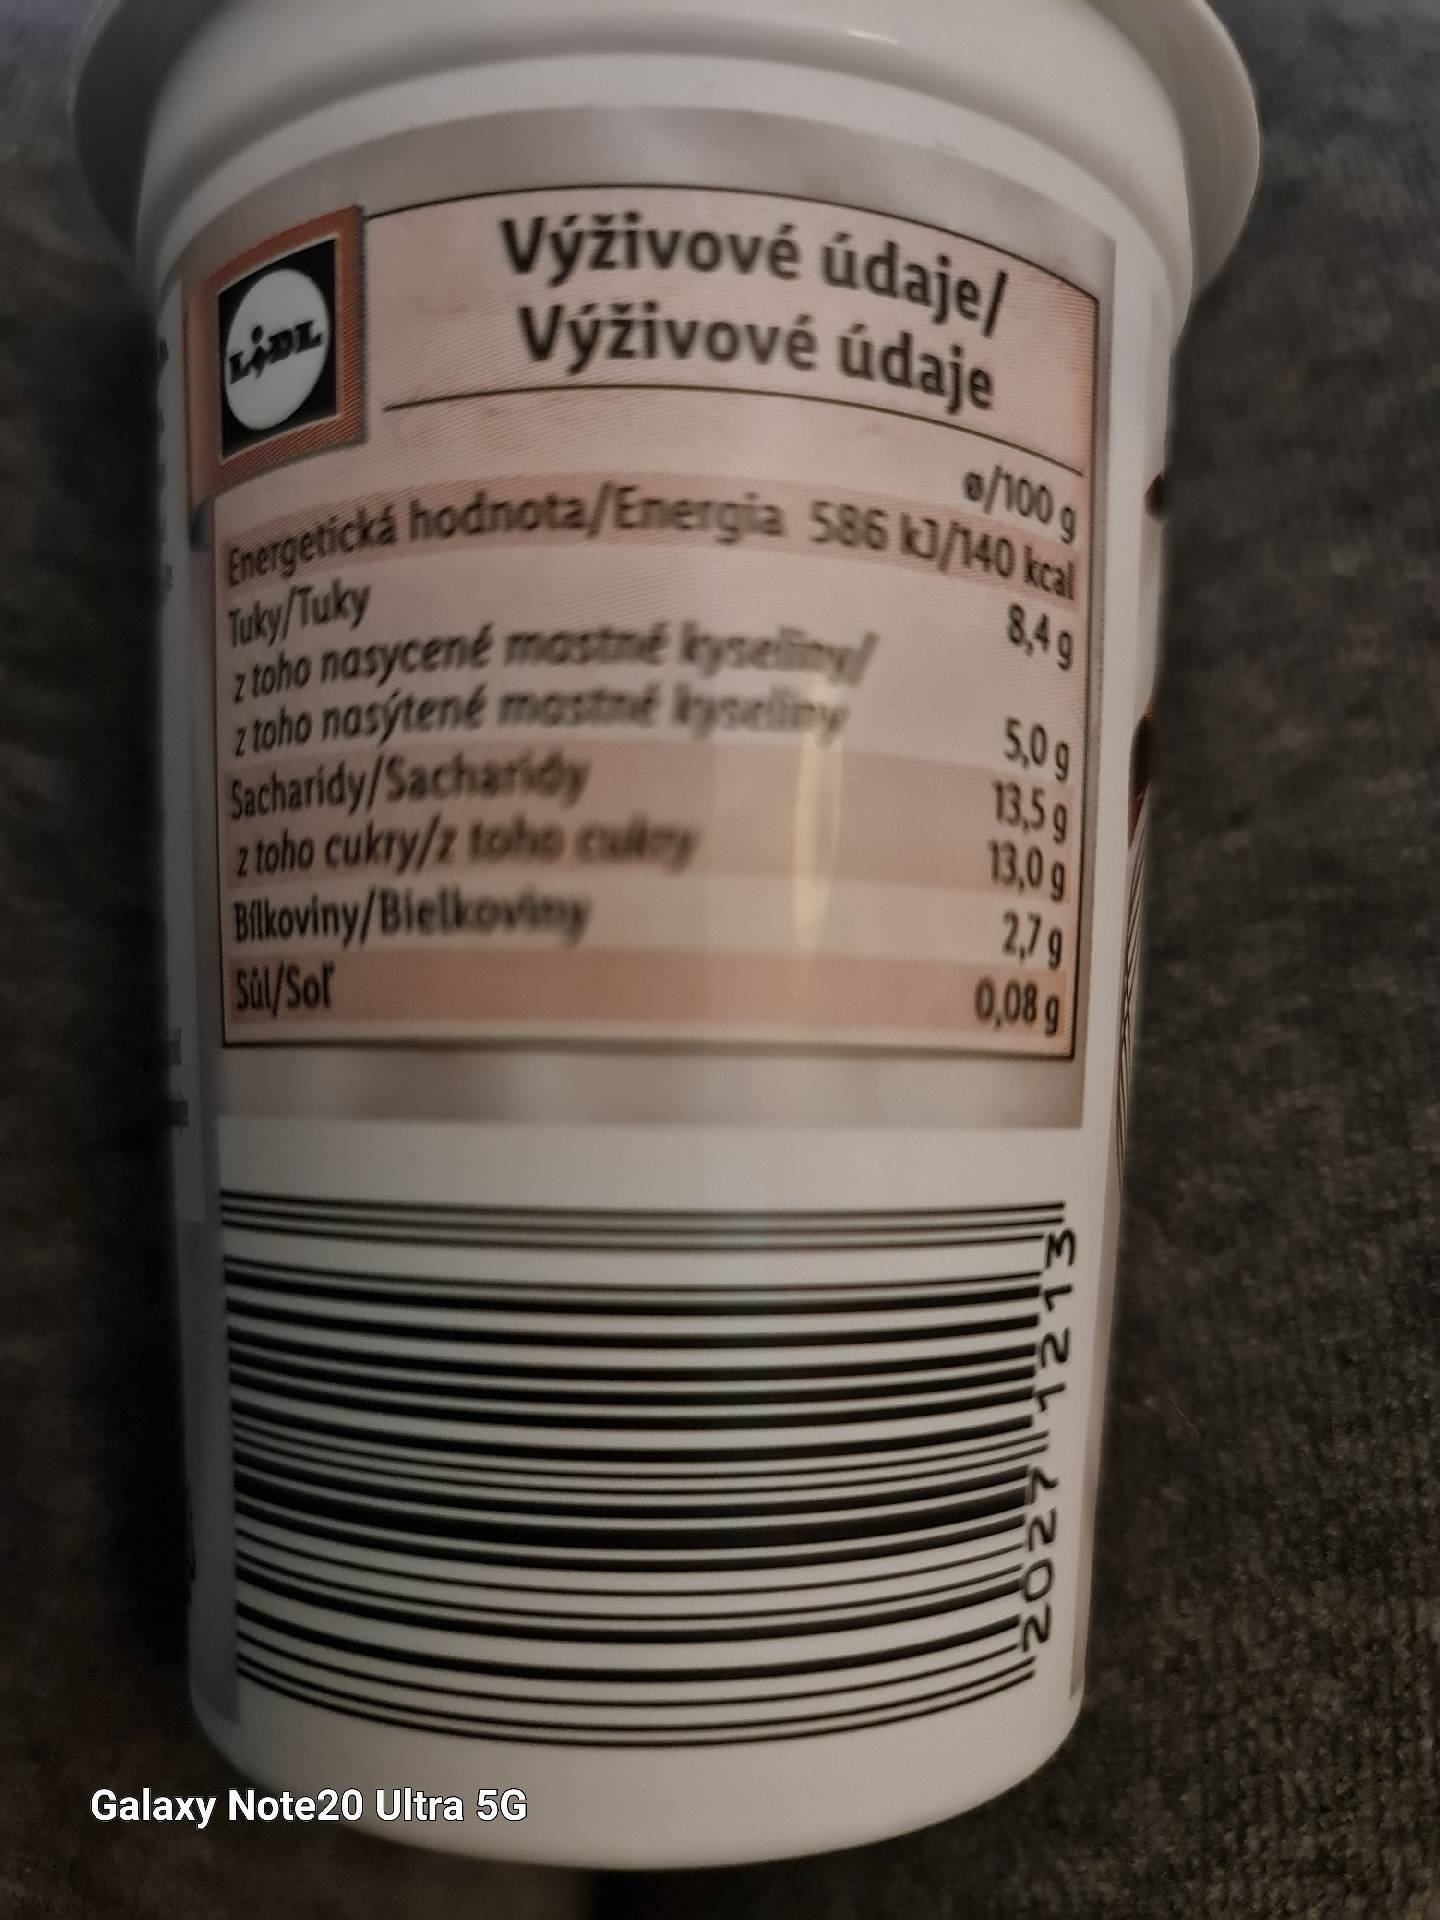 LiDL
Výživové údaje/
Výživové údaje
ø/100 g
Energetická hodnota/Energia 586 kJ/140 kcal
Tuky/Tuky 8,4 g
z toho nasycené mastné kyseliny/
z toho nasýtené mastné kyseliny 5,0 g
Sacharidy/Sacharidy 13,5 g
z toho cukry/z toho cukry 13,0 g
Bílkoviny/Bielkoviny 2,7 g
Sůl/Soľ 0,08 g
2027 1213
Galaxy Note20 Ultra 5G